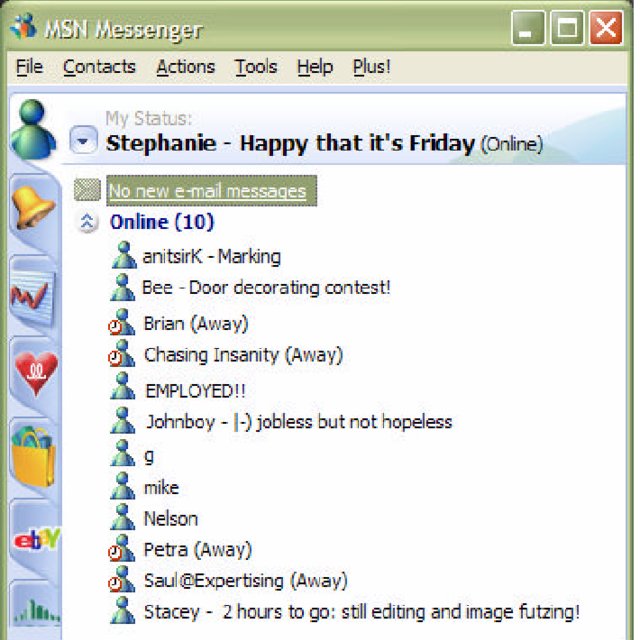 MSN Messenger
File Contacts Actions Tools Help Plus!
My Status:
Stephanie - Happy that it's Friday (Online)
No new e-mail messages
Online (10)
anitsirK - Marking
Bee - Door decorating contest!
Brian (Away)
Chasing Insanity (Away)
EMPLOYED!!
Johnboy - |-) jobless but not hopeless
g
mike
Nelson
Petra (Away)
Saul@Expertising (Away)
Stacey - 2 hours to go: still editing and image futzing!
ebY